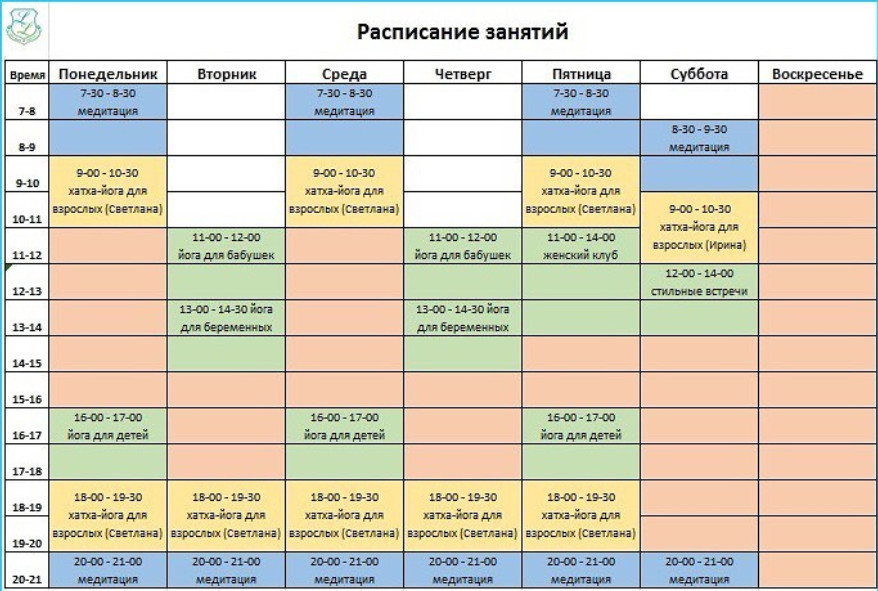 Расписание занятий
Время Понедельник Вторник Среда Четверг Пятница Суббота Воскресенье
7-8
7-30 - 8-30
медитация
7-30 - 8-30
медитация
7-30 - 8-30
медитация
8-9
8-30 - 9-30
медитация
9-10
9-00 - 10-30
хатха-йога для
взрослых (Светлана)
9-00 - 10-30
хатха-йога для
взрослых (Светлана)
9-00 - 10-30
хатха-йога для
взрослых (Светлана)
10-11
9-00 - 10-30
хатха-йога для
взрослых (Ирина)
11-12
11-00 - 12-00
йога для бабушек
11-00 - 12-00
йога для бабушек
11-00 - 14-00
женский клуб
12-13
12-00 - 14-00
стильные встречи
13-14
13-00 - 14-30 йога
для беременных
13-00 - 14-30 йога
для беременных
14-15
15-16
16-17
16-00 - 17-00
йога для детей
16-00 - 17-00
йога для детей
16-00 - 17-00
йога для детей
17-18
18-19
18-00 - 19-30
хатха-йога для
взрослых (Светлана)
18-00 - 19-30
хатха-йога для
взрослых (Светлана)
18-00 - 19-30
хатха-йога для
взрослых (Светлана)
18-00 - 19-30
хатха-йога для
взрослых (Светлана)
18-00 - 19-30
хатха-йога для
взрослых (Светлана)
19-20
20-21
20-00 - 21-00
медитация
20-00 - 21-00
медитация
20-00 - 21-00
медитация
20-00 - 21-00
медитация
20-00 - 21-00
медитация
20-00 - 21-00
медитация